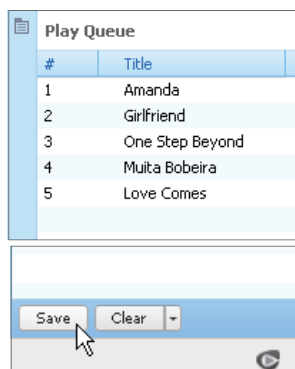 Play Queue
# Title
1 Amanda
2 Girlfriend
3 One Step Beyond
4 Muita Bobeira
5 Love Comes
Save Clear